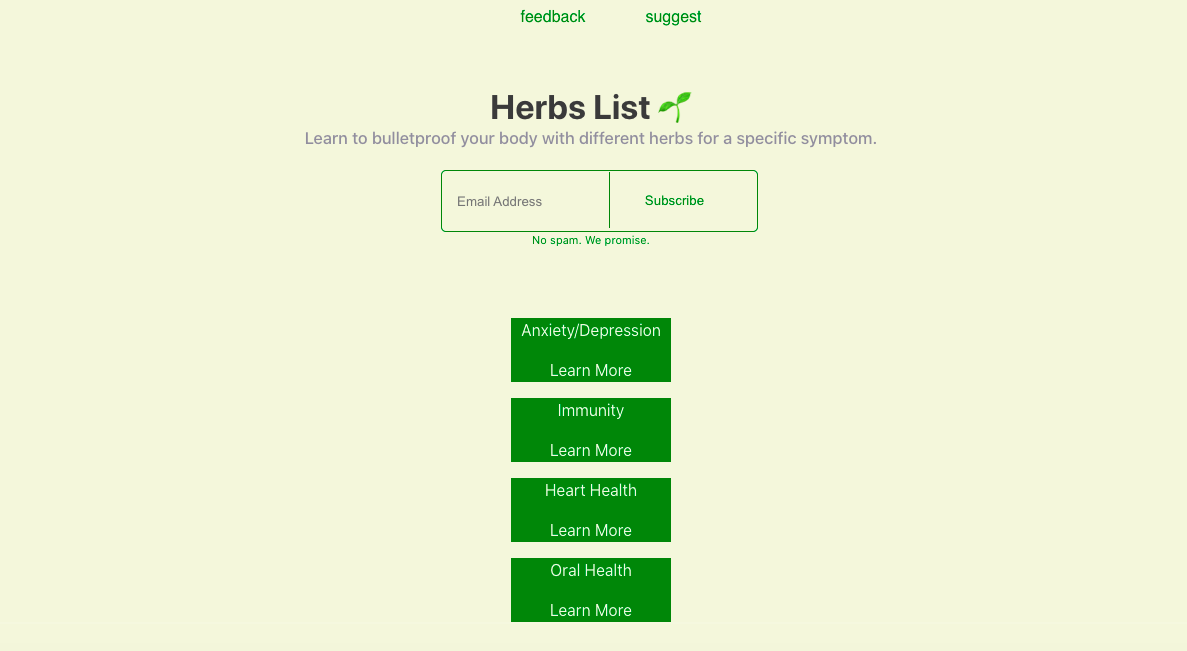 feedback suggest
Herbs List 🌱
Learn to bulletproof your body with different herbs for a specific symptom.
Email Address Subscribe
No spam. We promise.
Anxiety/Depression
Learn More
Immunity
Learn More
Heart Health
Learn More
Oral Health
Learn More